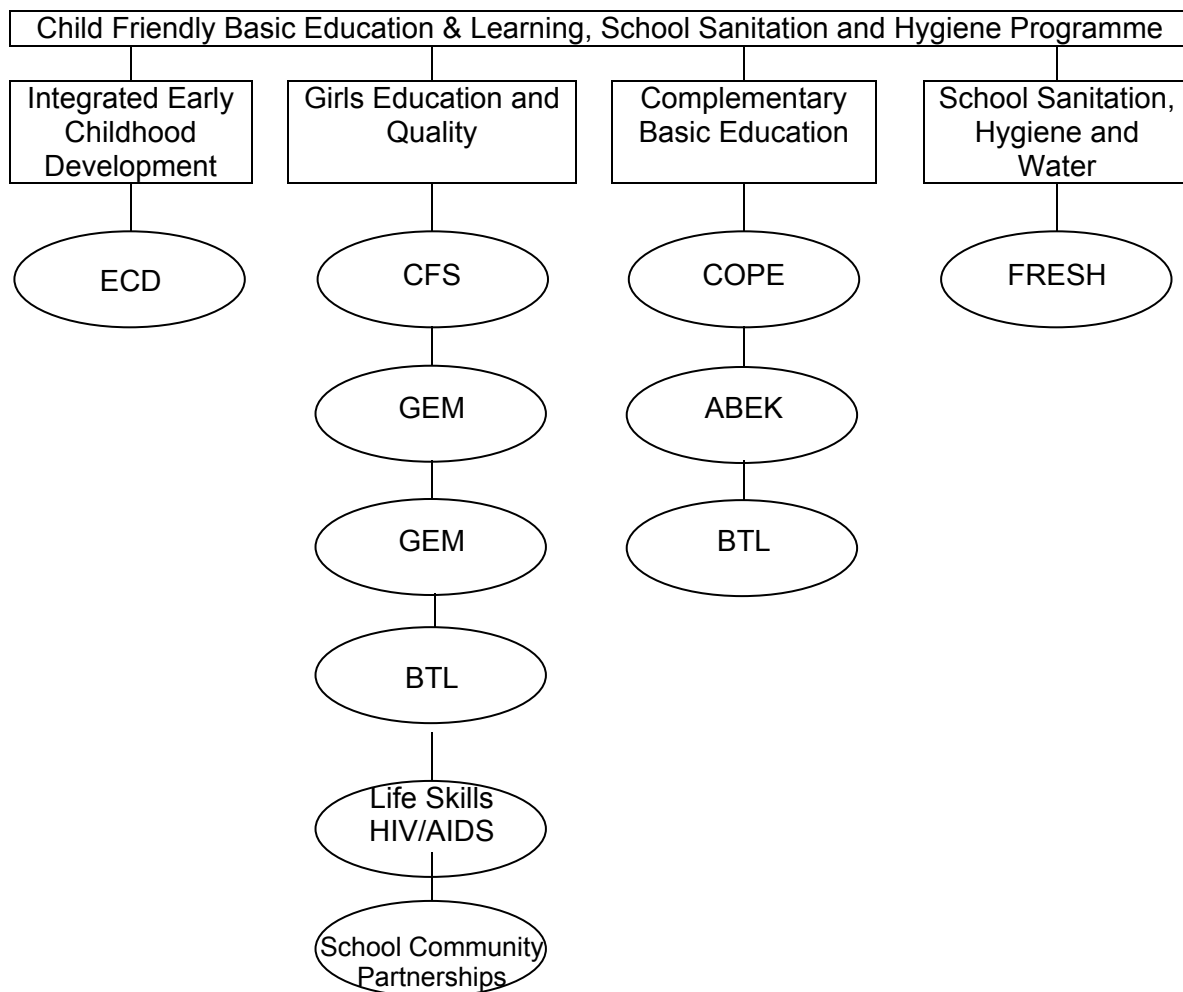 Child Friendly Basic Education & Learning, School Sanitation and Hygiene Programme
Integrated Early
Childhood
Development
Girls Education and
Quality
Complementary
Basic Education
School Sanitation,
Hygiene and
Water
ECD
CFS
COPE
FRESH
GEM
ABEK
GEM
BTL
BTL
Life Skills
HIV/AIDS
School Community
Partnerships